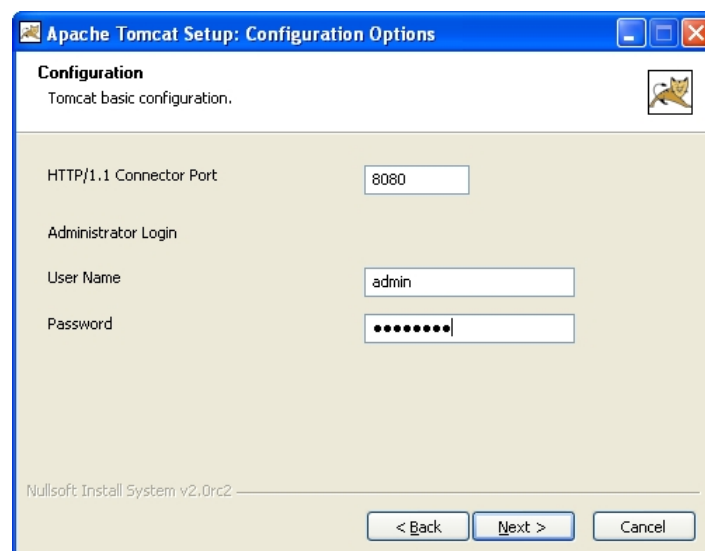 Apache Tomcat Setup: Configuration Options
Configuration
Tomcat basic configuration.
HTTP/1.1 Connector Port 8080
Administrator Login
User Name admin
Password ●●●●●●●●
Nullsoft Install System v2.0rc2
< Back Next > Cancel